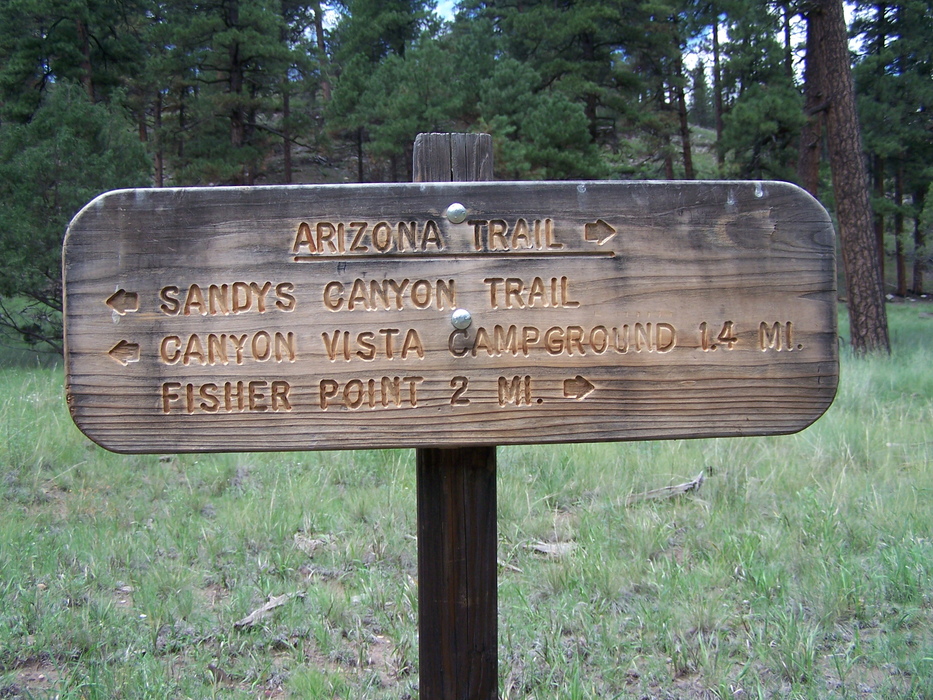 ARIZONA TRAIL
SANDYS CANYON TRAIL
CANYON VISTA CAMPGROUND 1.4 MI.
FISHER POINT 2 MI.